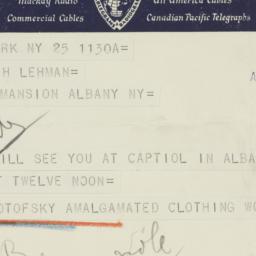 Mackay Radio All America Cables
Commercial Cables Canadian Pacific Telegraphs
RK NY 25 1130A=
H LEHMAN=
MANSION ALBANY NY=
A
ILL SEE YOU AT CAPTIOL IN ALBA
T TWELVE NOON=
OTOFSKY AMALGAMATED CLOTHING WO